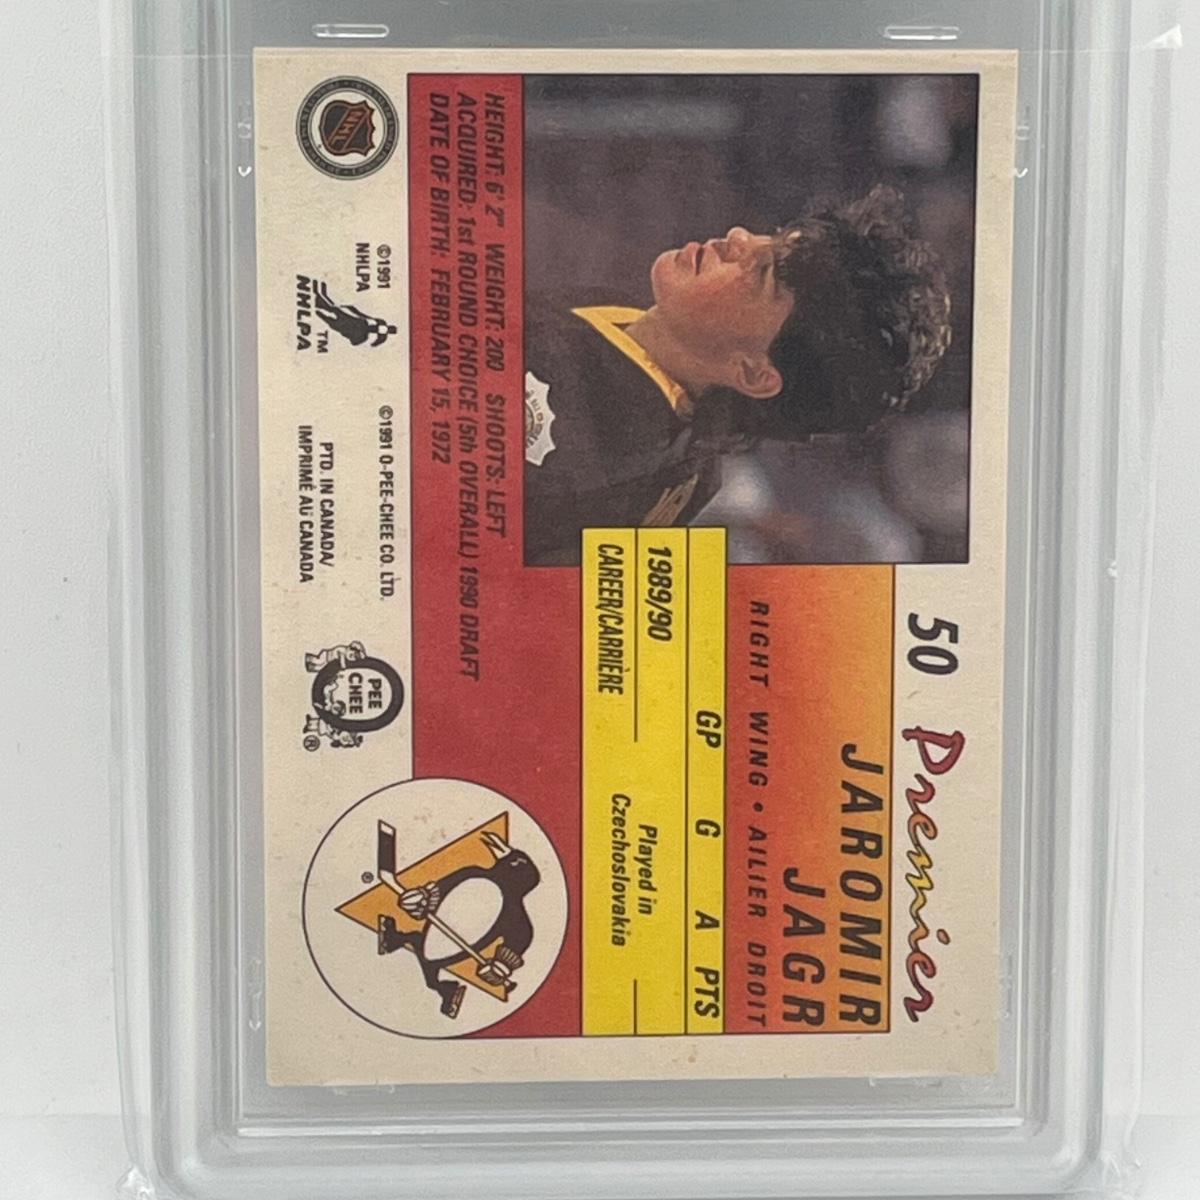 50 Premier
JAROMIR
JAGR
RIGHT WING • AILIER DROIT
GP G A PTS
1989/90 Played in
CAREER/CARRIÈRE Czechoslovakia
HEIGHT: 6' 2" WEIGHT: 200 SHOOTS: LEFT
ACQUIRED: 1st ROUND CHOICE (5th OVERALL) 1990 DRAFT
DATE OF BIRTH: FEBRUARY 15, 1972
NHL
©1991
NHLPA
TM
NHLPA
©1991 O-PEE-CHEE CO. LTD.
PTD. IN CANADA/
IMPRIMÉ AU CANADA
O
PEE
CHEE
®
®